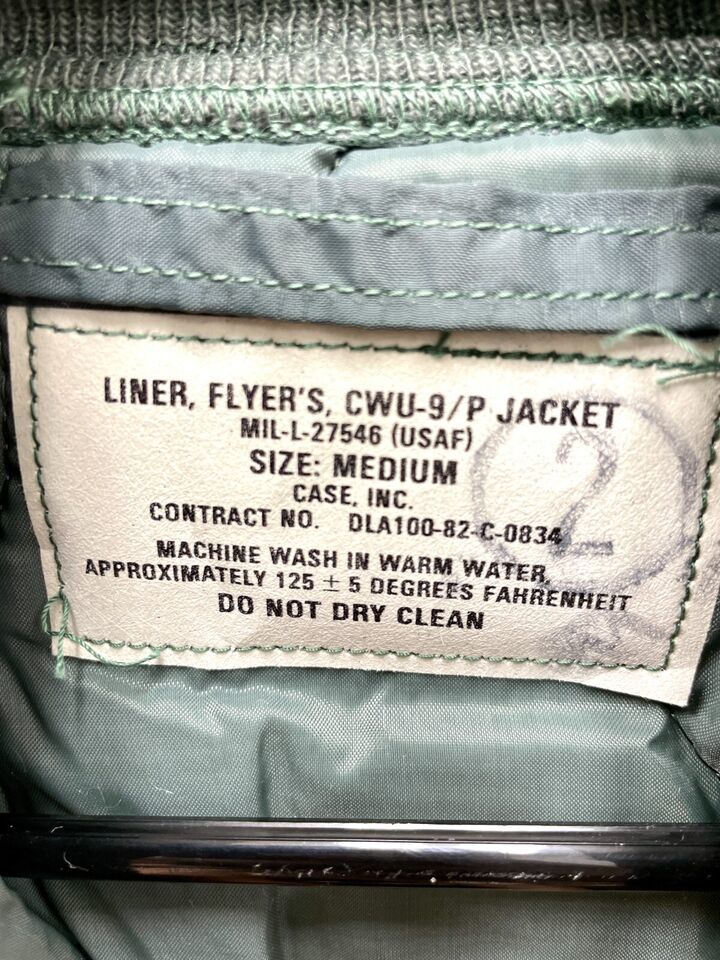 LINER, FLYER'S, CWU-9/P JACKET
MIL-L-27546 (USAF)
SIZE: MEDIUM
CASE, INC.
CONTRACT NO. DLA100-82-C-0834
MACHINE WASH IN WARM WATER,
APPROXIMATELY 125 ± 5 DEGREES FAHRENHEIT
DO NOT DRY CLEAN
2